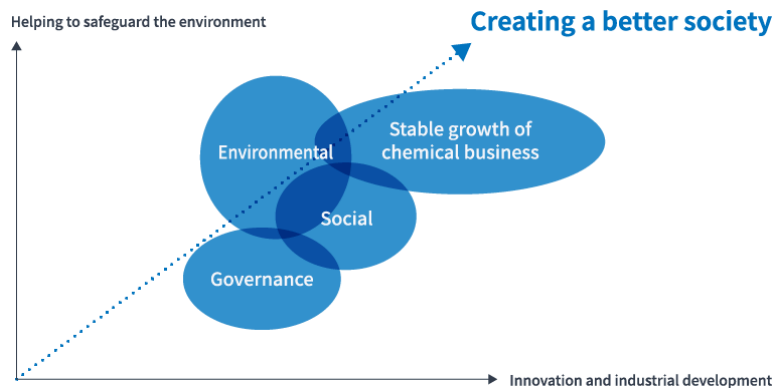 Helping to safeguard the environment
Creating a better society
Stable growth of
chemical business
Environmental
Social
Governance
Innovation and industrial development